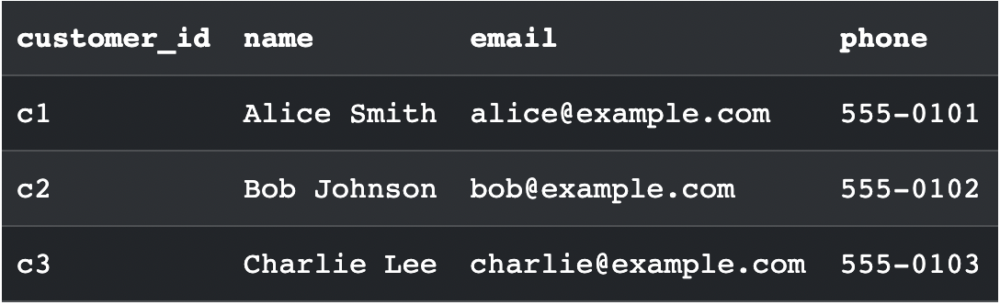 customer_id name email phone
c1 Alice Smith alice@example.com 555-0101
c2 Bob Johnson bob@example.com 555-0102
c3 Charlie Lee charlie@example.com 555-0103